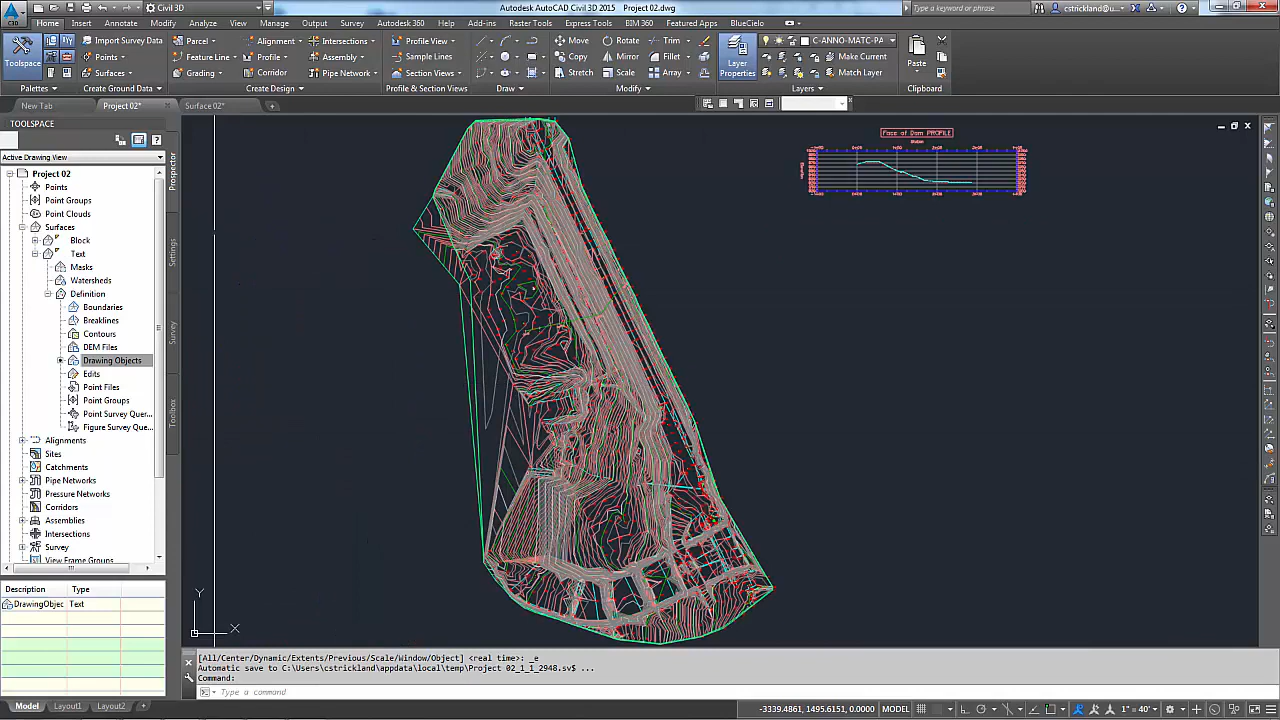 Civil 3D
Autodesk AutoCAD Civil 3D 2015 Project 02.dwg
Type a keyword or phrase
cstrickland@u...
Home Insert Annotate Modify Analyze View Manage Output Survey Autodesk 360 Help Add-ins Raster Tools Express Tools BIM 360 Featured Apps BlueCielo
Toolspace
Import Survey Data
Points
Surfaces
Parcel
Feature Line
Grading
Alignment
Profile
Corridor
Intersections
Assembly
Pipe Network
Profile View
Sample Lines
Section Views
Move
Copy
Stretch
Rotate
Mirror
Scale
Trim
Fillet
Array
Layer Properties
C-ANNO-MATC-PA
Make Current
Match Layer
Paste
Palettes
Create Ground Data
Create Design
Profile & Section Views
Draw
Modify
Layers
Clipboard
New Tab
Project 02*
Surface 02*
TOOLSPACE
Active Drawing View
Project 02
Points
Point Groups
Point Clouds
Surfaces
Block
Text
Masks
Watersheds
Definition
Boundaries
Breaklines
Contours
DEM Files
Drawing Objects
Edits
Point Files
Point Groups
Point Survey Quer...
Figure Survey Que...
Alignments
Sites
Catchments
Pipe Networks
Pressure Networks
Corridors
Assemblies
Intersections
Survey
View Frame Groups
Prospector
Settings
Survey
Toolbox
Description Type
DrawingObjec Text
Face of Dam PROFILE
Y
X
[All/Center/Dynamic/Extents/Previous/Scale/Window/Object] <real time>: _e
Automatic save to C:\Users\cstrickland\appdata\local\temp\Project 02_1_1_2948.sv$ ...
Command:
Type a command
Model Layout1 Layout2
-3339.4861, 1495.6151, 0.0000 MODEL
1" = 40'